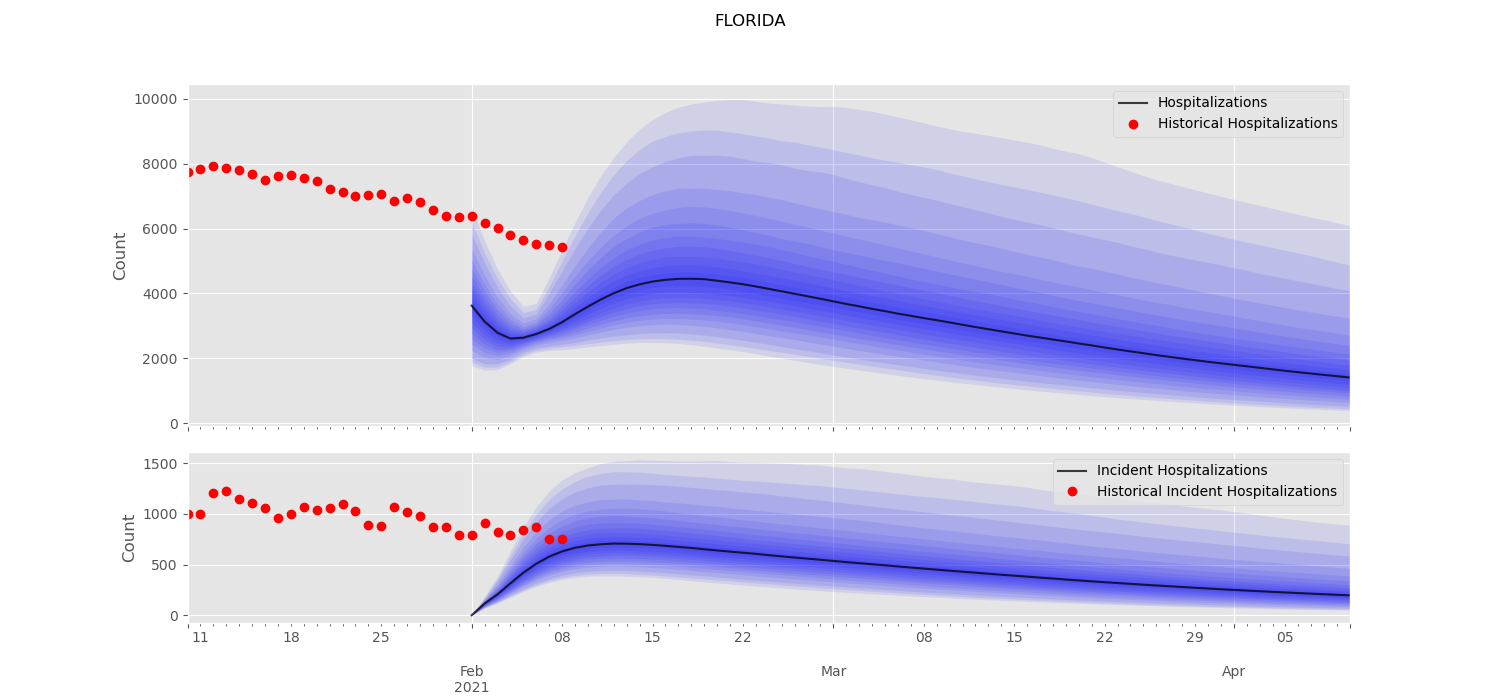 FLORIDA
10000
8000
6000
4000
2000
0
Count
Hospitalizations
Historical Hospitalizations
1500
1000
500
0
Count
Incident Hospitalizations
Historical Incident Hospitalizations
11 18 25 08 15 22 08 15 22 29 05
Feb Mar Apr
2021